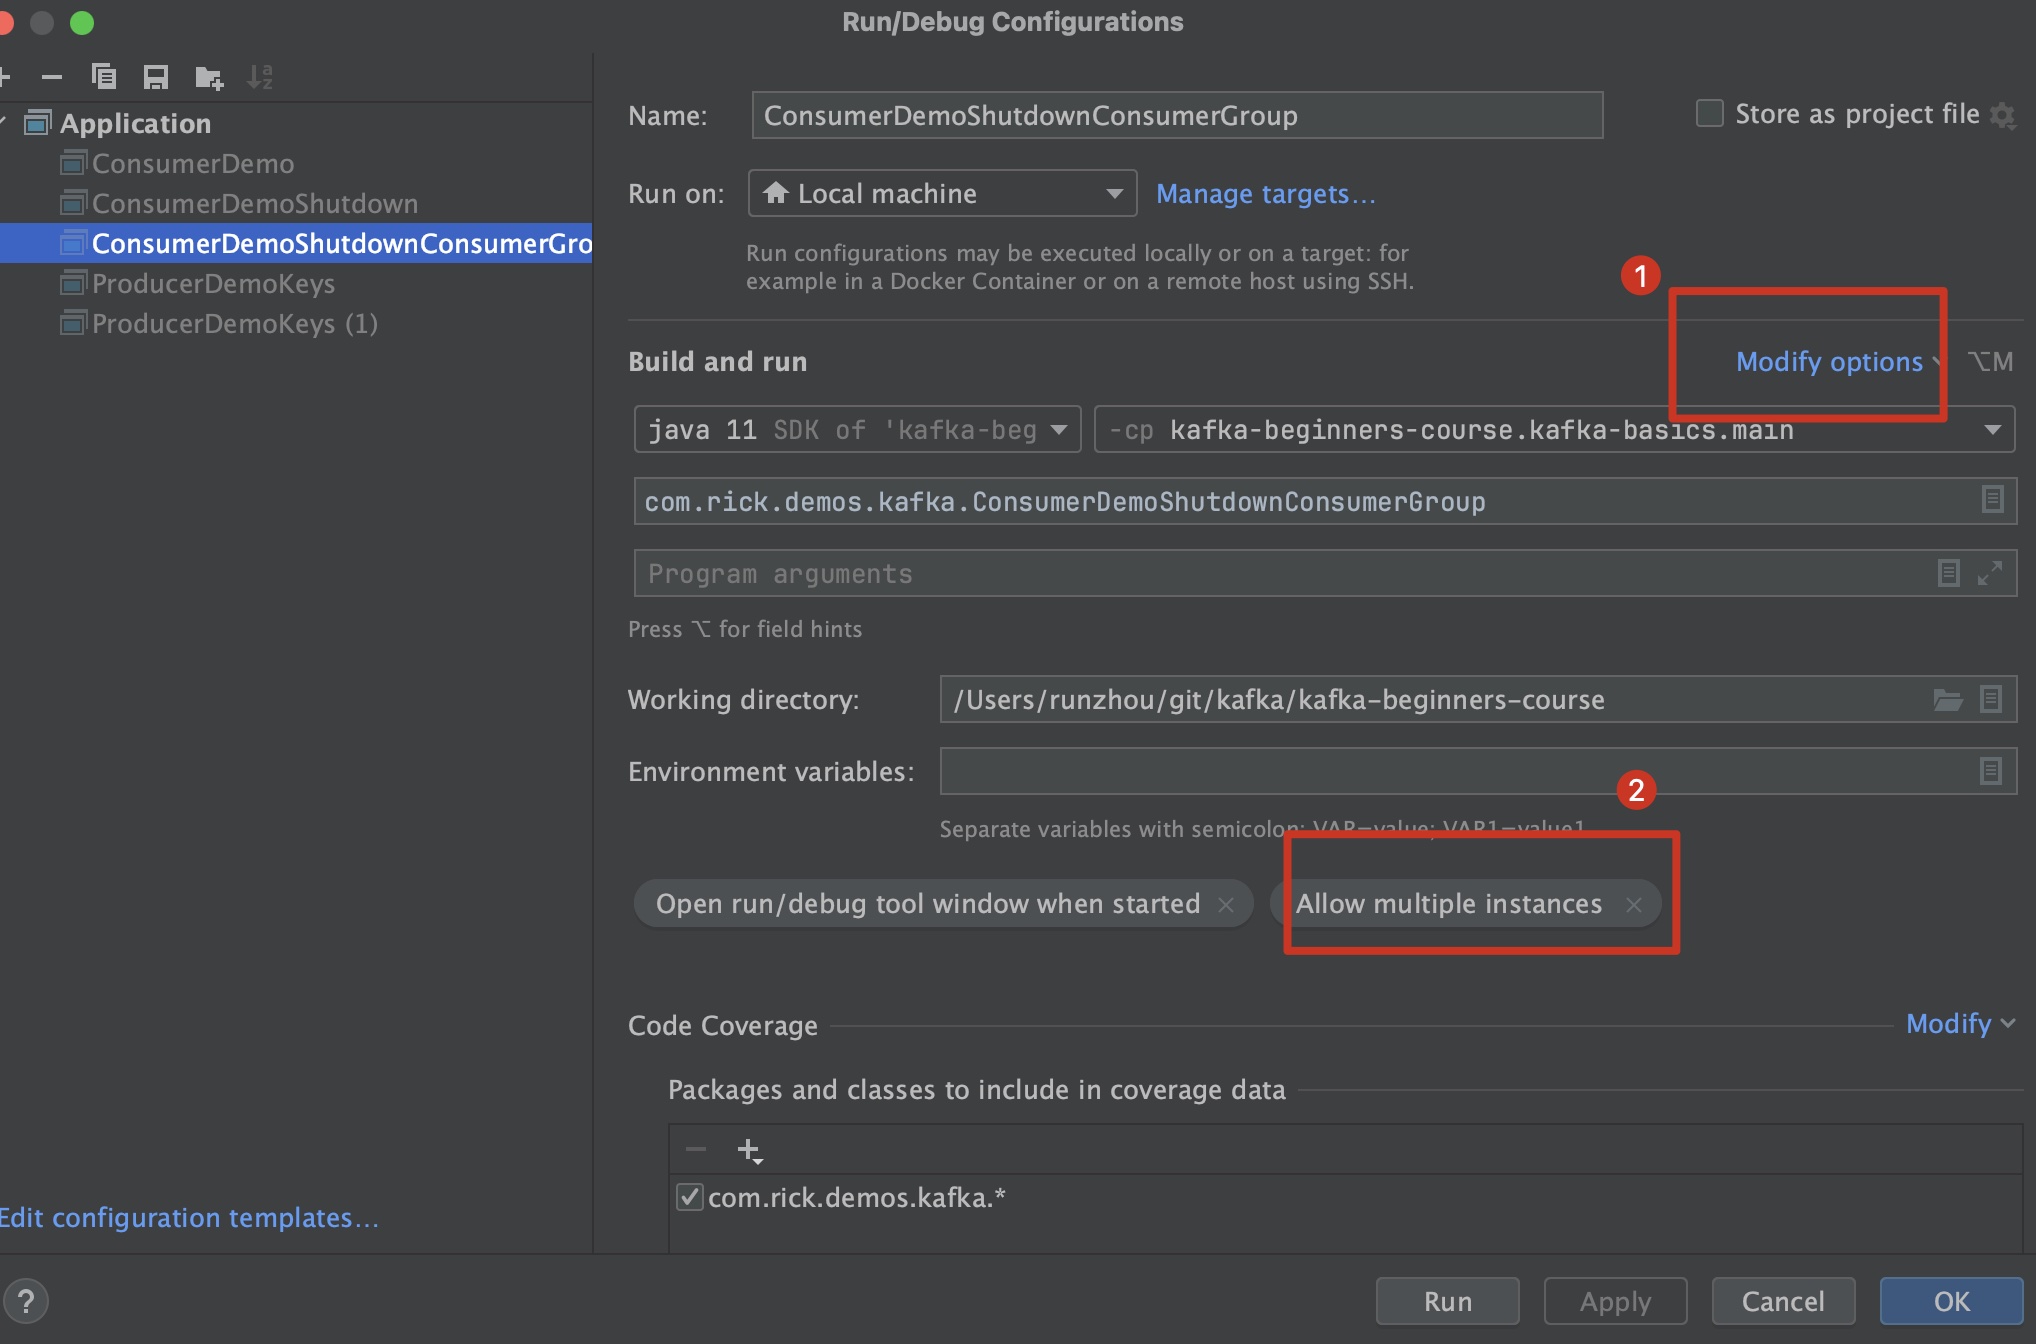 Run/Debug Configurations
Application
ConsumerDemo
ConsumerDemoShutdown
ConsumerDemoShutdownConsumerGro
ProducerDemoKeys
ProducerDemoKeys (1)
Edit configuration templates...
?
Name: ConsumerDemoShutdownConsumerGroup Store as project file
Run on: Local machine Manage targets...
Run configurations may be executed locally or on a target: for
example in a Docker Container or on a remote host using SSH.
1
Build and run Modify options ⌥M
java 11 SDK of 'kafka-beg -cp kafka-beginners-course.kafka-basics.main
com.rick.demos.kafka.ConsumerDemoShutdownConsumerGroup
Program arguments
Press ⌥ for field hints
Working directory: /Users/runzhou/git/kafka/kafka-beginners-course
Environment variables:
2
Separate variables with semicolon: VAR=value; VAR1=value1
Open run/debug tool window when started × Allow multiple instances ×
Code Coverage Modify
Packages and classes to include in coverage data
com.rick.demos.kafka.*
Run Apply Cancel OK